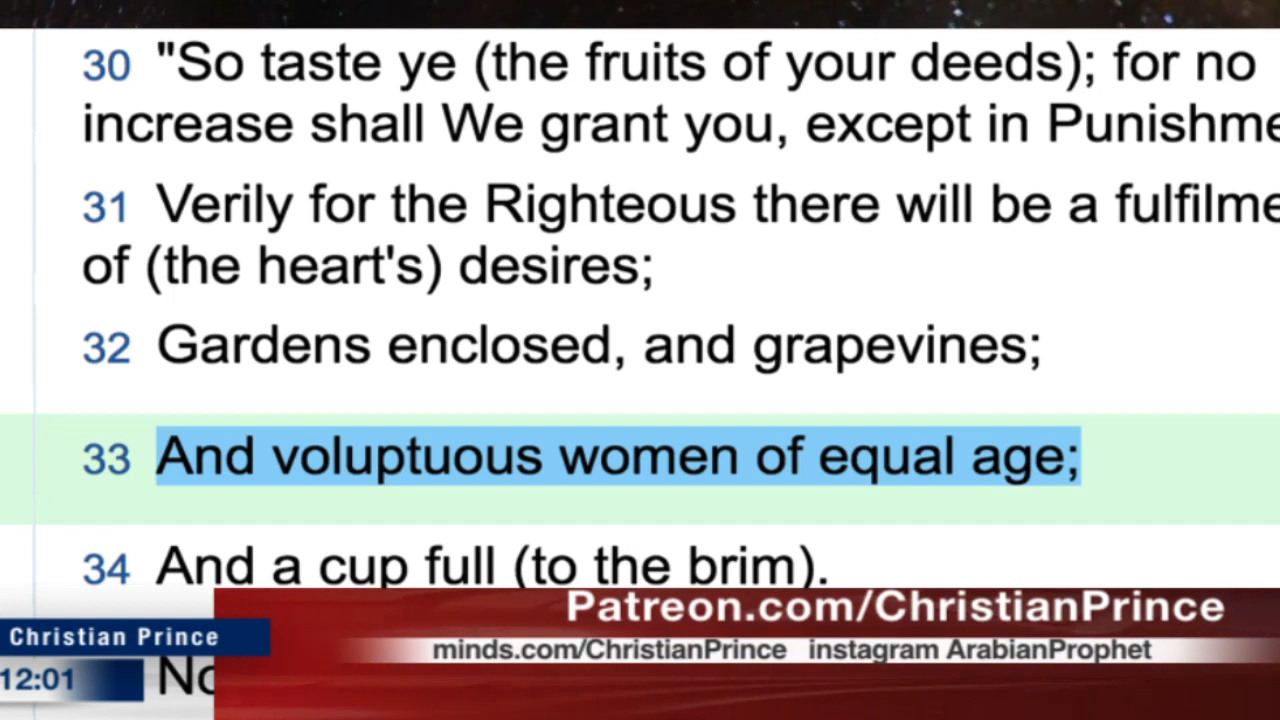 30 "So taste ye (the fruits of your deeds); for no
increase shall We grant you, except in Punishme
31 Verily for the Righteous there will be a fulfilme
of (the heart's) desires;
32 Gardens enclosed, and grapevines;
33 And voluptuous women of equal age;
34 And a cup full (to the brim).
Patreon.com/ChristianPrince
Christian Prince
minds.com/ChristianPrince instagram ArabianProphet
12:01
No